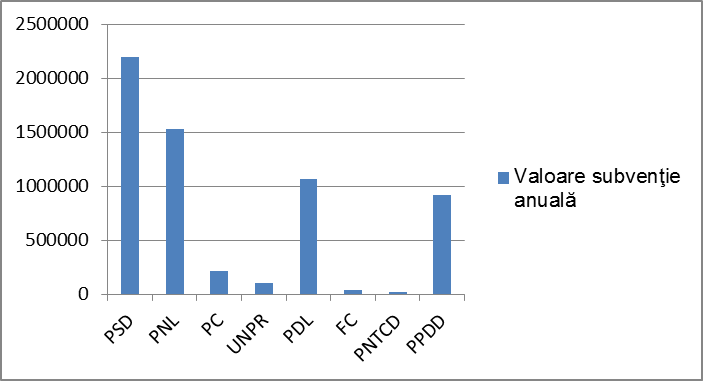 2500000
2000000
1500000
1000000
500000
0
PSD
PNL
PC
UNPR
PDL
FC
PNTCD
PPDD
Valoare subvenţie
anuală